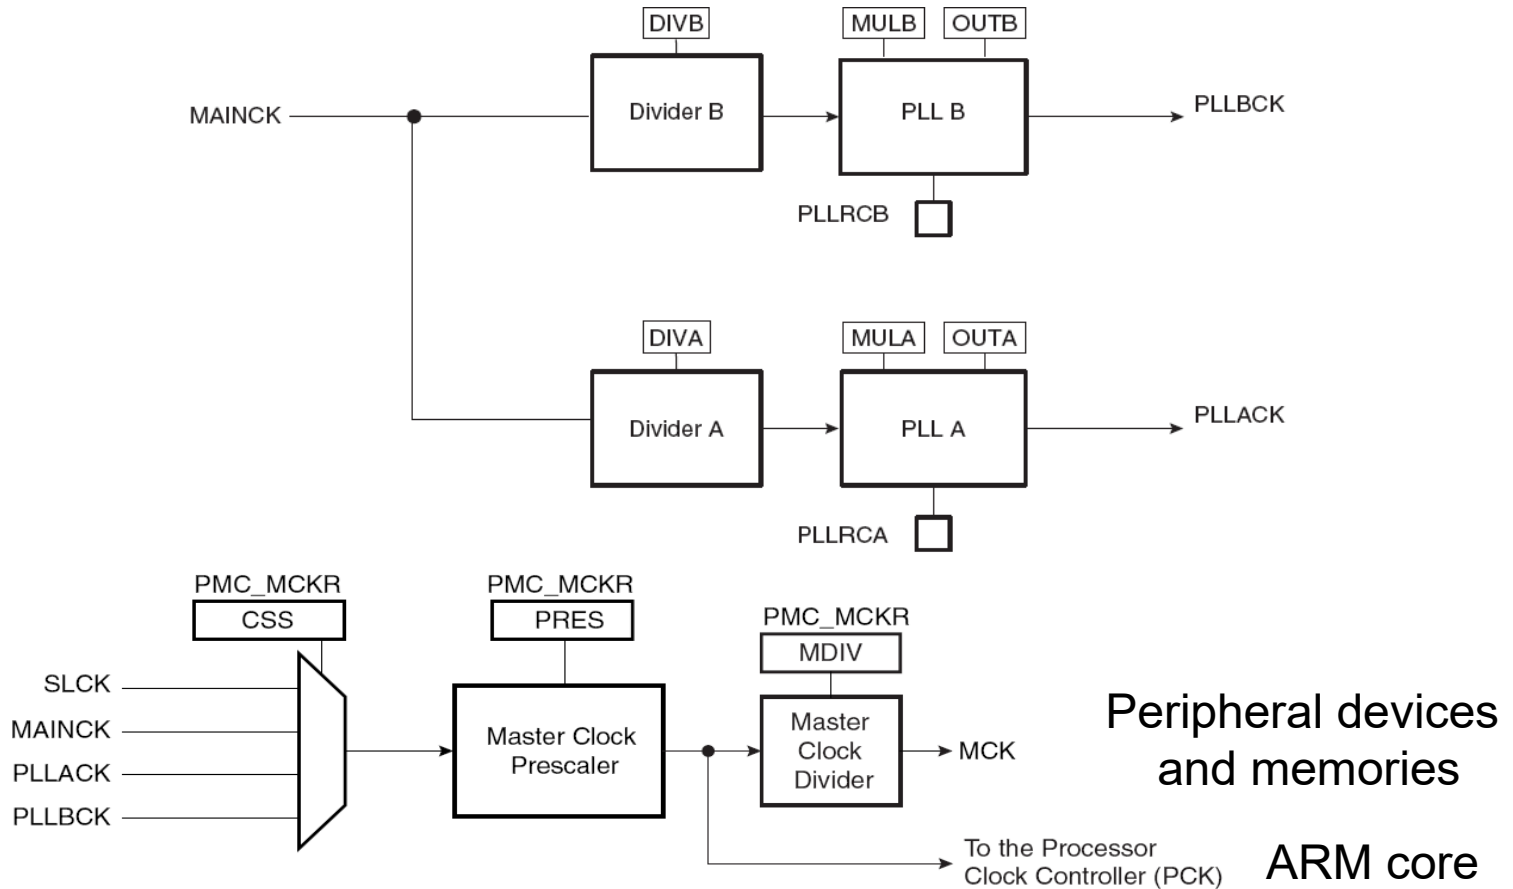 DIVB
MULB
OUTB
MAINCK
Divider B
PLL B
PLLBCK
PLLRCB
DIVA
MULA
OUTA
Divider A
PLL A
PLLACK
PLLRCA
PMC_MCKR
CSS
PMC_MCKR
PRES
PMC_MCKR
MDIV
SLCK
MAINCK
PLLACK
PLLBCK
Master Clock
Prescaler
Master
Clock
Divider
MCK
Peripheral devices
and memories
To the Processor
Clock Controller (PCK)
ARM core